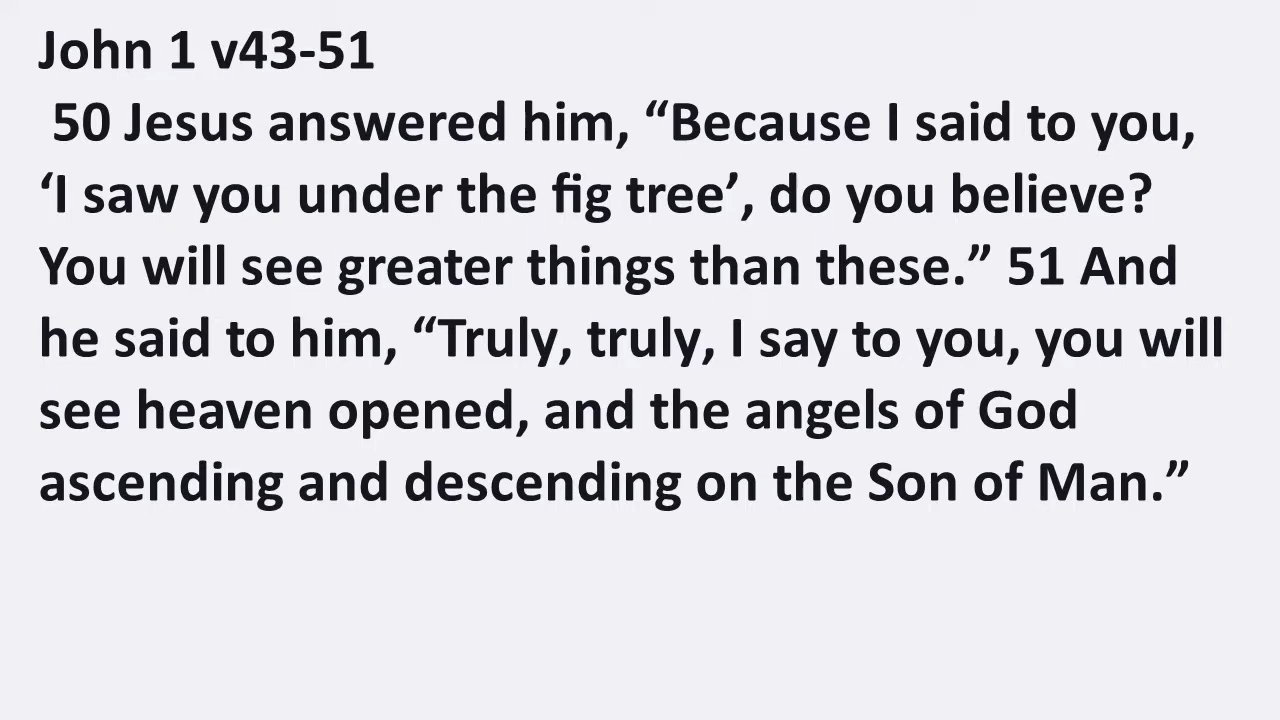 John 1 v43-51
50 Jesus answered him, “Because I said to you,
‘I saw you under the fig tree’, do you believe?
You will see greater things than these.” 51 And
he said to him, “Truly, truly, I say to you, you will
see heaven opened, and the angels of God
ascending and descending on the Son of Man.”